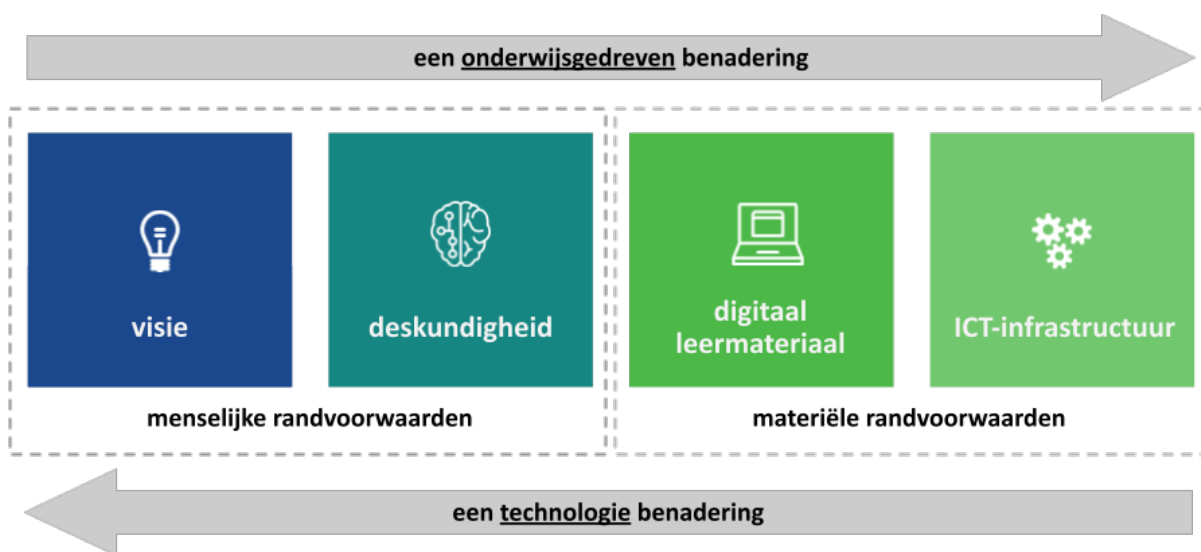 een onderwijsgedreven benadering
visie
deskundigheid
digitaal
leermateriaal
ICT-infrastructuur
menselijke randvoorwaarden
materiële randvoorwaarden
een technologie benadering